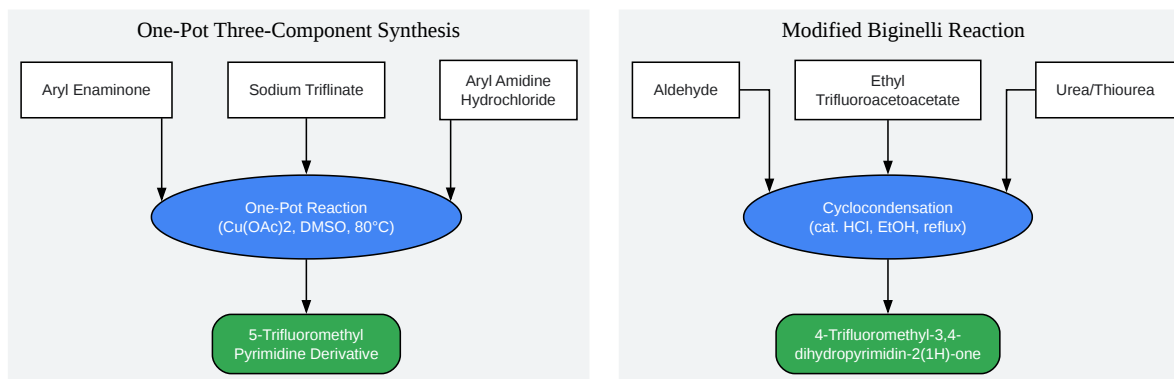 One-Pot Three-Component Synthesis
Aryl Enaminone
Sodium Triflinate
Aryl Amidine
Hydrochloride
One-Pot Reaction
(Cu(OAc)2, DMSO, 80°C)
5-Trifluoromethyl
Pyrimidine Derivative
Modified Biginelli Reaction
Aldehyde
Ethyl
Trifluoroacetoacetate
Urea/Thiourea
Cyclocondensation
(cat. HCl, EtOH, reflux)
4-Trifluoromethyl-3,4-
dihydropyrimidin-2(1H)-one